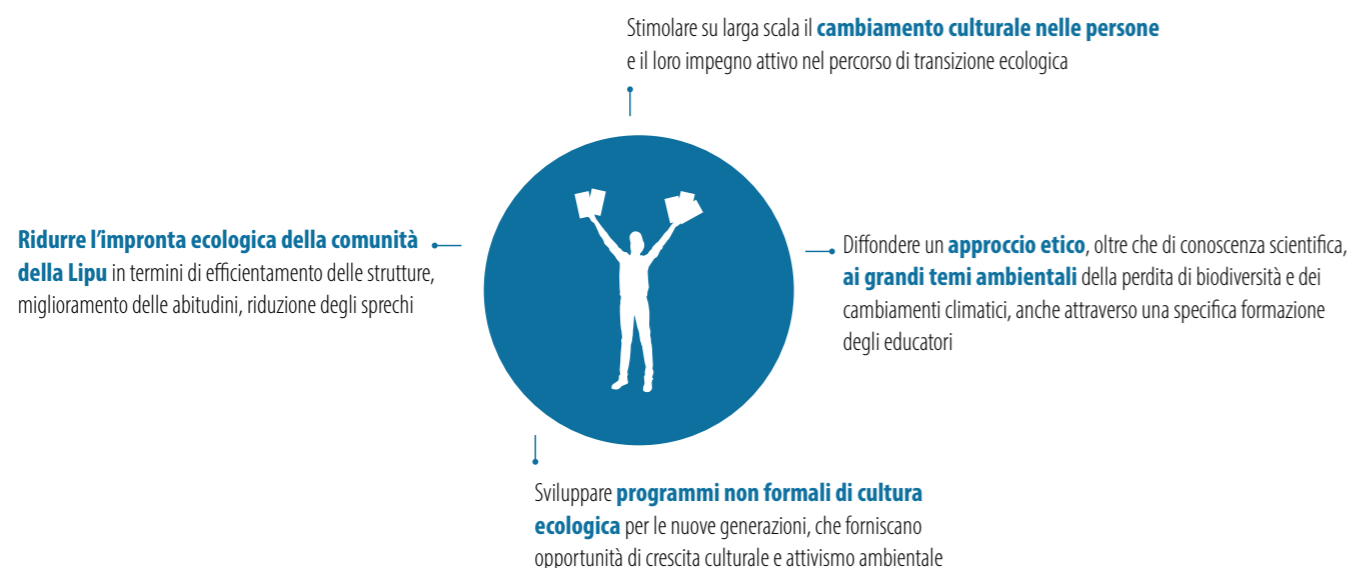 Stimolare su larga scala il cambiamento culturale nelle persone
e il loro impegno attivo nel percorso di transizione ecologica
Ridurre l'impronta ecologica della comunità
della Lipu in termini di efficientamento delle strutture,
miglioramento delle abitudini, riduzione degli sprechi
Diffondere un approccio etico, oltre che di conoscenza scientifica,
ai grandi temi ambientali della perdita di biodiversità e dei
cambiamenti climatici, anche attraverso una specifica formazione
degli educatori
Sviluppare programmi non formali di cultura
ecologica per le nuove generazioni, che forniscano
opportunità di crescita culturale e attivismo ambientale